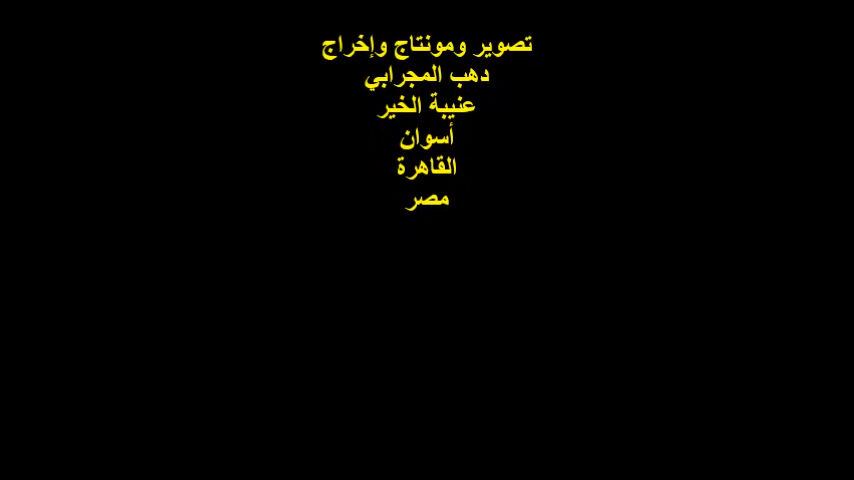 تصوير ومونتاج وإخراج
دهب المجرابي
عنيبة الخير
أسوان
القاهرة
مصر